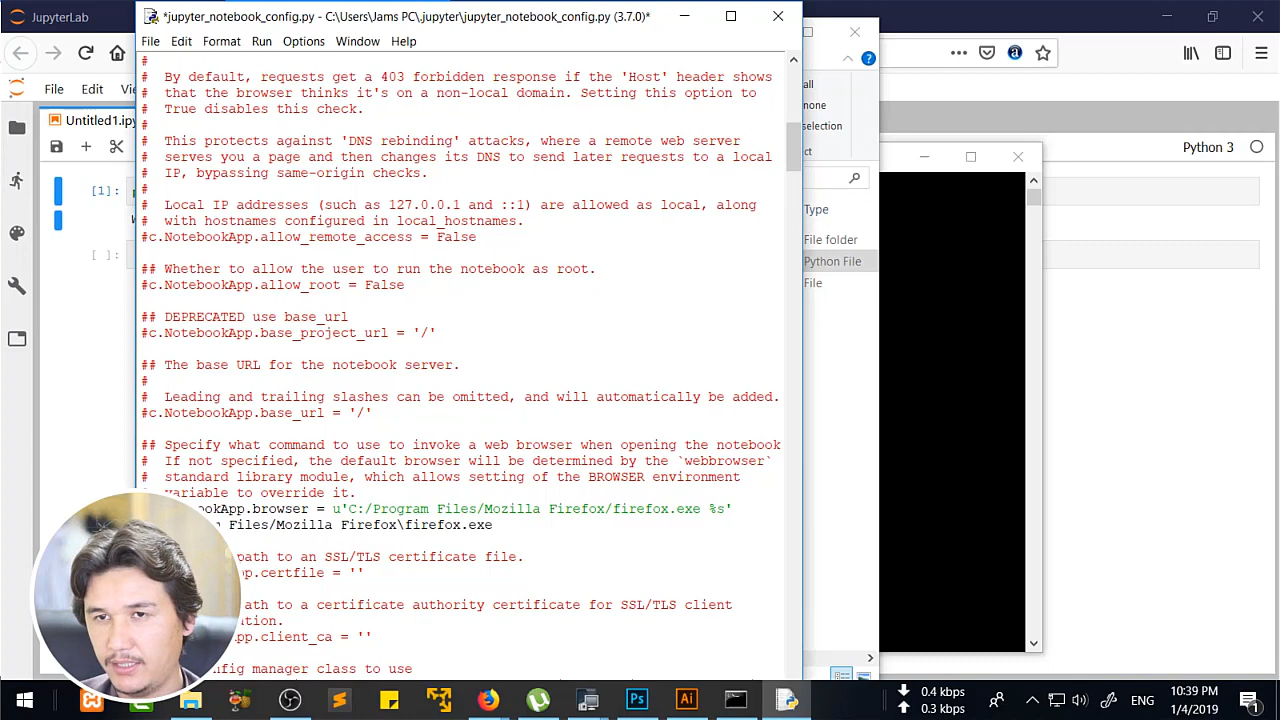 JupyterLab
*jupyter_notebook_config.py - C:\Users\Jams PC\.jupyter\jupyter_notebook_config.py (3.7.0)*
File Edit Format Run Options Window Help
File Edit
Untitled1.ipy
[1]:
[ ]:
#
# By default, requests get a 403 forbidden response if the 'Host' header shows
# that the browser thinks it's on a non-local domain. Setting this option to
# True disables this check.
#
# This protects against 'DNS rebinding' attacks, where a remote web server
# serves you a page and then changes its DNS to send later requests to a local
# IP, bypassing same-origin checks.
#
# Local IP addresses (such as 127.0.0.1 and ::1) are allowed as local, along
# with hostnames configured in local_hostnames.
#c.NotebookApp.allow_remote_access = False
## Whether to allow the user to run the notebook as root.
#c.NotebookApp.allow_root = False
## DEPRECATED use base_url
#c.NotebookApp.base_project_url = '/'
## The base URL for the notebook server.
#
# Leading and trailing slashes can be omitted, and will automatically be added.
#c.NotebookApp.base_url = '/'
## Specify what command to use to invoke a web browser when opening the notebook
# If not specified, the default browser will be determined by the `webbrowser`
# standard library module, which allows setting of the BROWSER environment
variable to override it.
ookApp.browser = u'C:/Program Files/Mozilla Firefox/firefox.exe %s'
Files/Mozilla Firefox\firefox.exe
path to an SSL/TLS certificate file.
p.certfile = ''
ath to a certificate authority certificate for SSL/TLS client
tion.
pp.client_ca = ''
nfig manager class to use
none
selection
ct
Type
File folder
Python File
File
Python 3
0.4 kbps
0.3 kbps
ENG
10:39 PM
1/4/2019